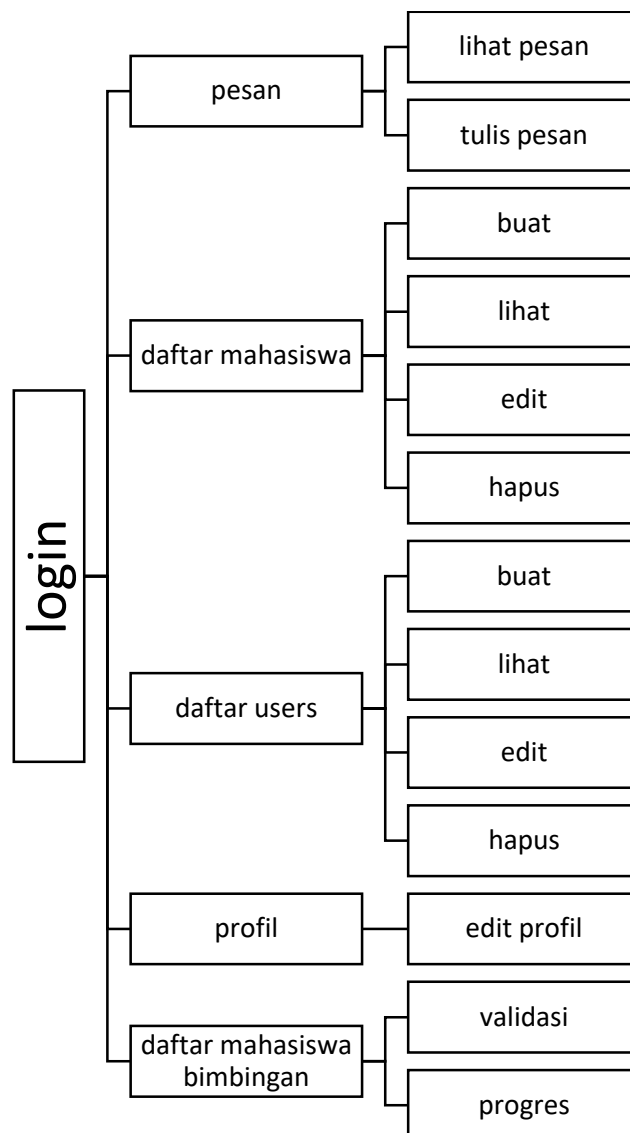 login
pesan
lihat pesan
tulis pesan
daftar mahasiswa
buat
lihat
edit
hapus
daftar users
buat
lihat
edit
hapus
profil
edit profil
daftar mahasiswa
bimbingan
validasi
progres